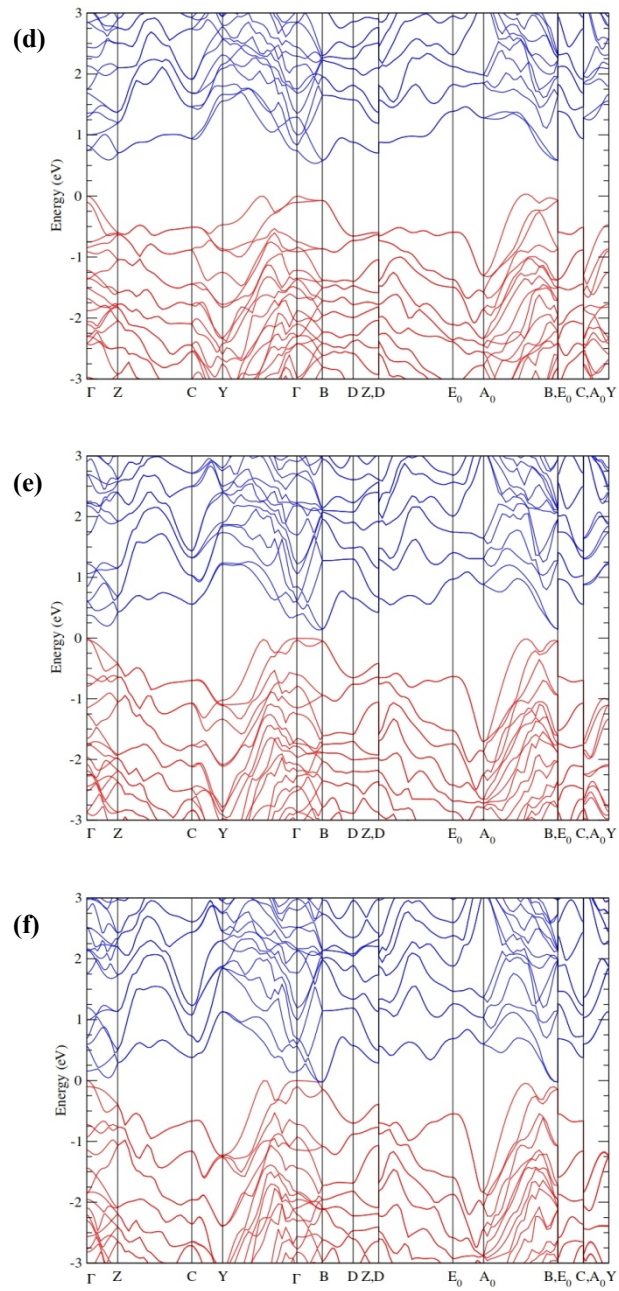 (d)
3
2
1
0
-1
-2
-3
Energy (eV)
Γ Z C Y Γ B D Z,D E₀ A₀ B,E₀ C,A₀ Y
(e)
3
2
1
0
-1
-2
-3
Energy (eV)
Γ Z C Y Γ B D Z,D E₀ A₀ B,E₀ C,A₀ Y
(f)
3
2
1
0
-1
-2
-3
Energy (eV)
Γ Z C Y Γ B D Z,D E₀ A₀ B,E₀ C,A₀ Y